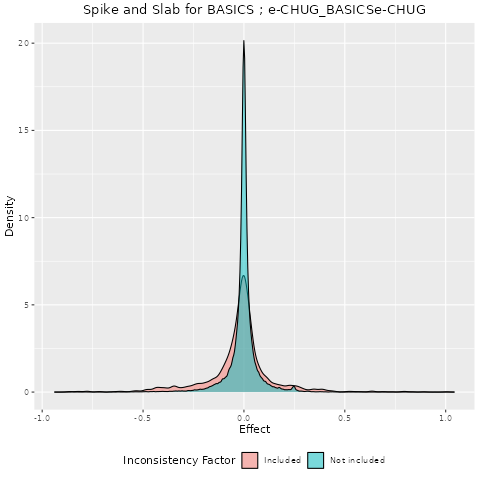 Spike and Slab for BASICS ; e-CHUG_BASICSe-CHUG
20
15
10
5
0
Density
-1.0 -0.5 0.0 0.5 1.0
Effect
Inconsistency Factor Included Not included